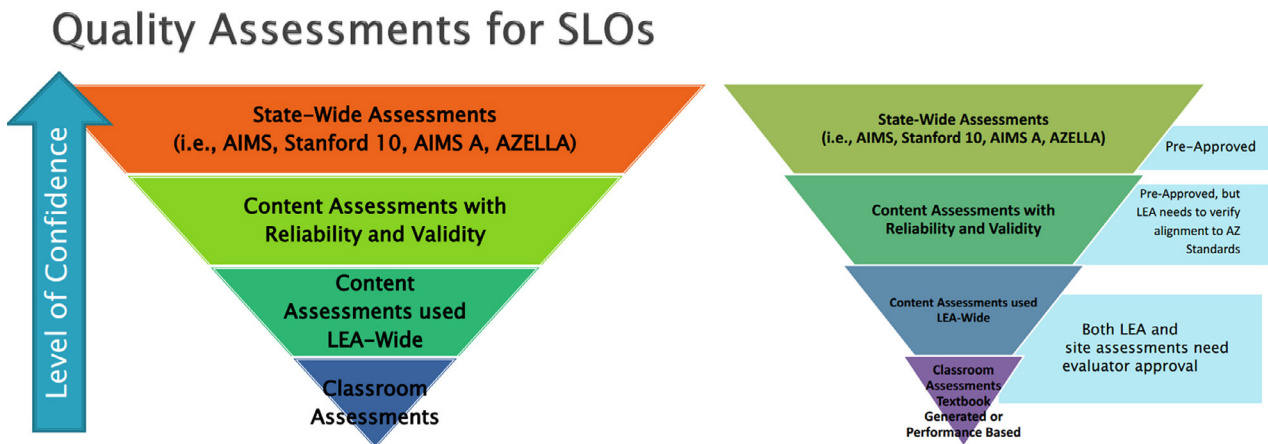 Quality Assessments for SLOs
Level of Confidence
State-Wide Assessments
(i.e., AIMS, Stanford 10, AIMS A, AZELLA)
Content Assessments with
Reliability and Validity
Content
Assessments used
LEA-Wide
Classroom
Assessments
State-Wide Assessments
(i.e., AIMS, Stanford 10, AIMS A, AZELLA)
Pre-Approved
Content Assessments with
Reliability and Validity
Pre-Approved, but
LEA needs to verify
alignment to AZ
Standards
Content Assessments used
LEA-Wide
Both LEA and
site assessments need
evaluator approval
Classroom
Assessments
Textbook
Generated or
Performance Based